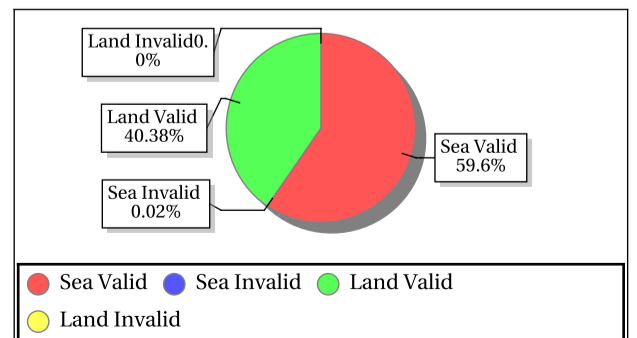 Land Invalid0.
0%
Land Valid
40.38%
Sea Valid
59.6%
Sea Invalid
0.02%
Sea Valid
Sea Invalid
Land Valid
Land Invalid